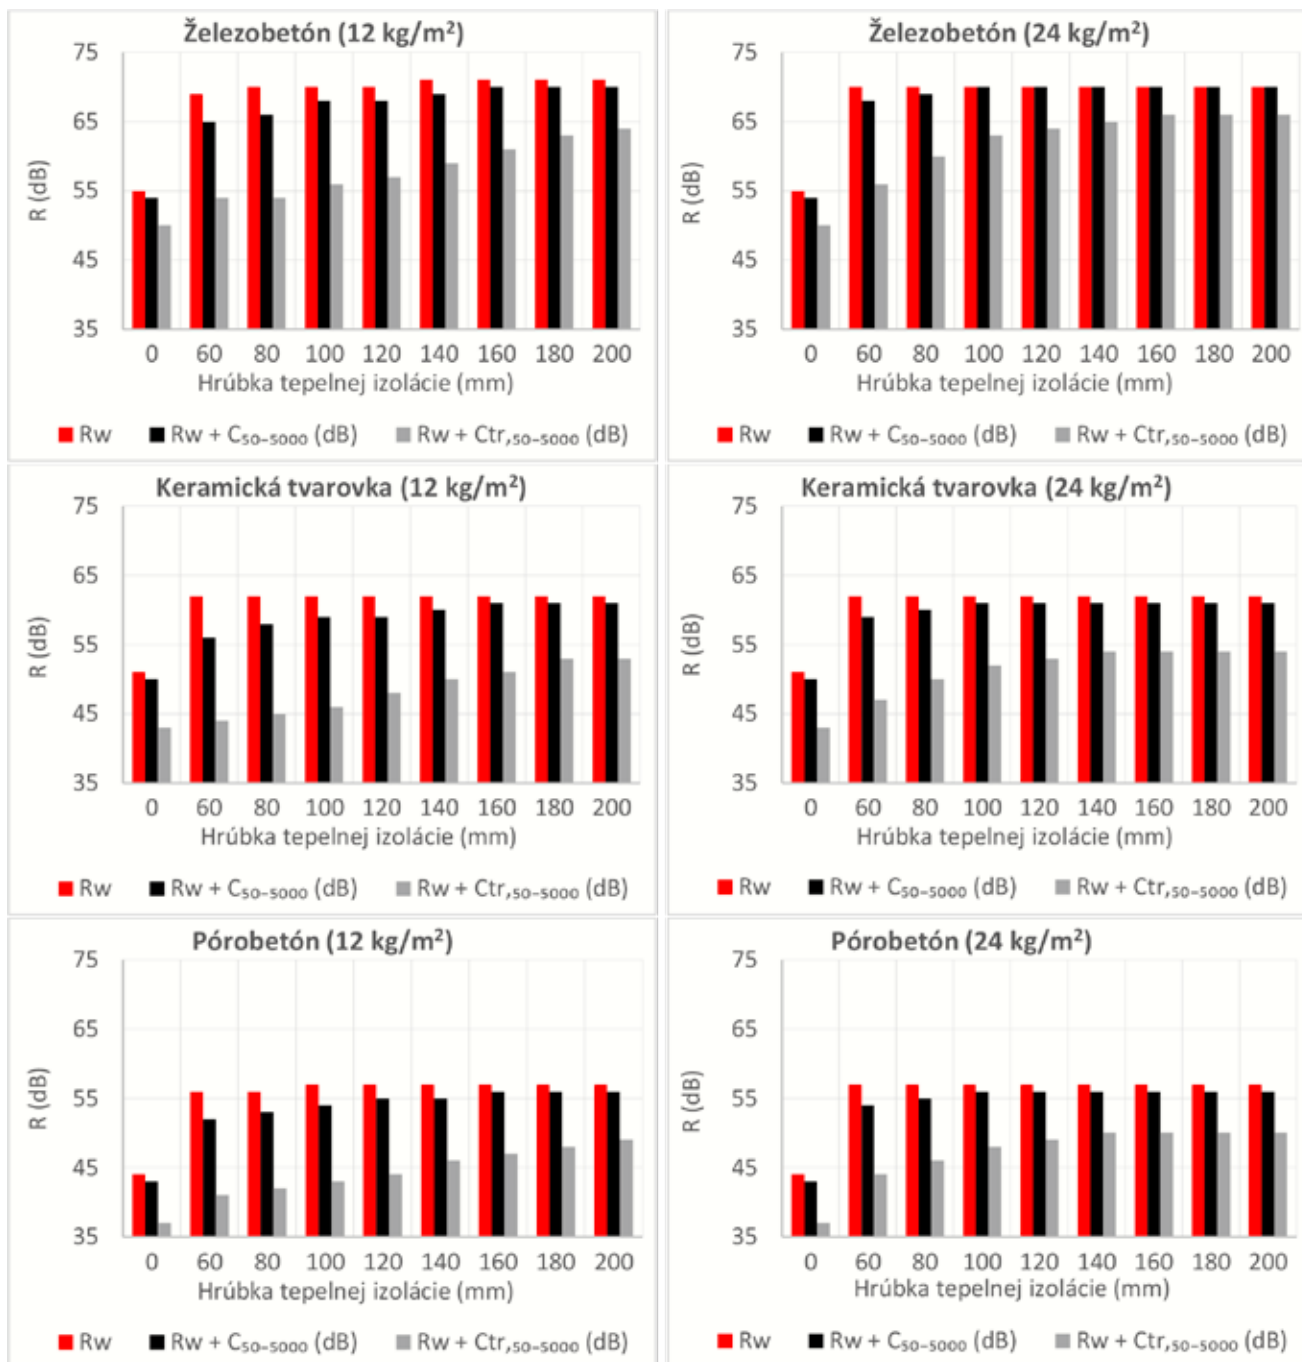 Železobetón (12 kg/m²)
75
65
55
45
35
R (dB)
0 60 80 100 120 140 160 180 200
Hrúbka tepelnej izolácie (mm)
Rw Rw + C₅₀₋₅₀₀₀ (dB) Rw + Ctr,₅₀₋₅₀₀₀ (dB)
Železobetón (24 kg/m²)
75
65
55
45
35
R (dB)
0 60 80 100 120 140 160 180 200
Hrúbka tepelnej izolácie (mm)
Rw Rw + C₅₀₋₅₀₀₀ (dB) Rw + Ctr,₅₀₋₅₀₀₀ (dB)
Keramická tvarovka (12 kg/m²)
75
65
55
45
35
R (dB)
0 60 80 100 120 140 160 180 200
Hrúbka tepelnej izolácie (mm)
Rw Rw + C₅₀₋₅₀₀₀ (dB) Rw + Ctr,₅₀₋₅₀₀₀ (dB)
Keramická tvarovka (24 kg/m²)
75
65
55
45
35
R (dB)
0 60 80 100 120 140 160 180 200
Hrúbka tepelnej izolácie (mm)
Rw Rw + C₅₀₋₅₀₀₀ (dB) Rw + Ctr,₅₀₋₅₀₀₀ (dB)
Pórobetón (12 kg/m²)
75
65
55
45
35
R (dB)
0 60 80 100 120 140 160 180 200
Hrúbka tepelnej izolácie (mm)
Rw Rw + C₅₀₋₅₀₀₀ (dB) Rw + Ctr,₅₀₋₅₀₀₀ (dB)
Pórobetón (24 kg/m²)
75
65
55
45
35
R (dB)
0 60 80 100 120 140 160 180 200
Hrúbka tepelnej izolácie (mm)
Rw Rw + C₅₀₋₅₀₀₀ (dB) Rw + Ctr,₅₀₋₅₀₀₀ (dB)